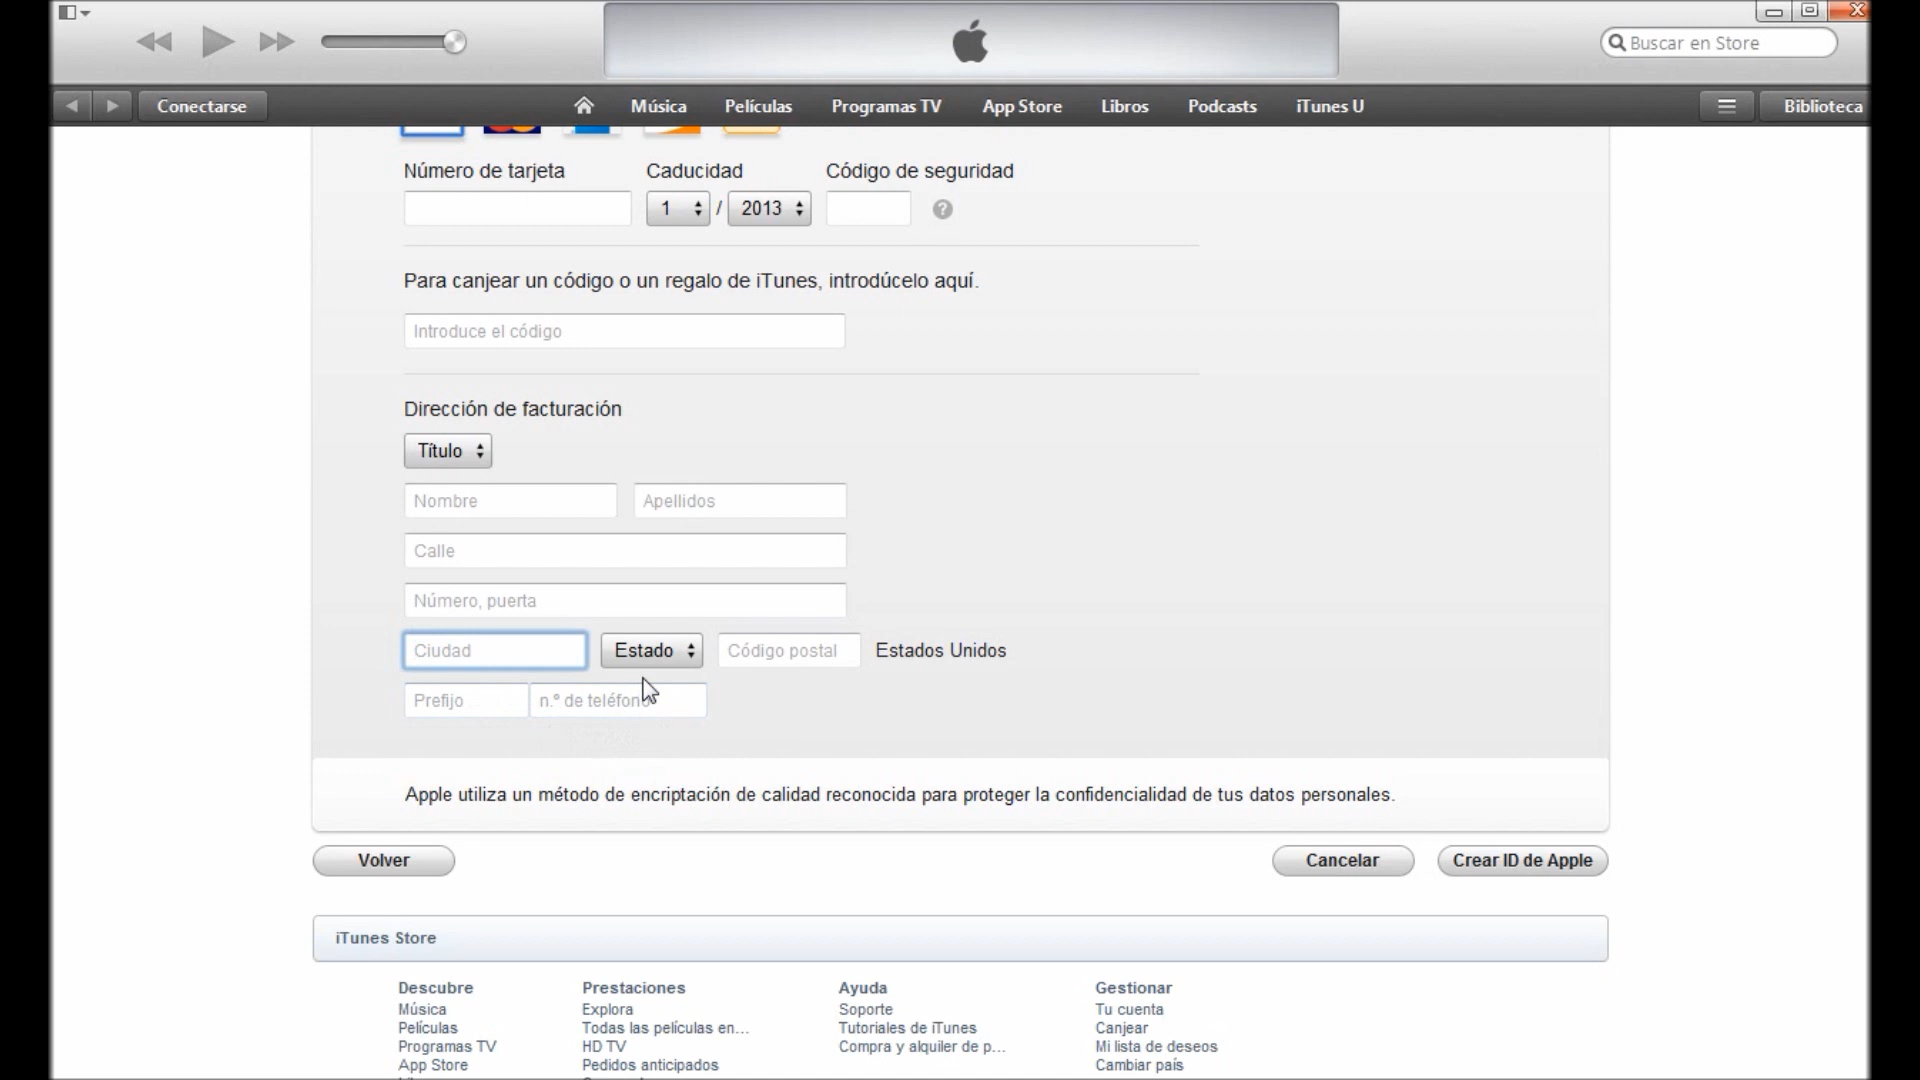 Buscar en Store
Conectarse
Música
Películas
Programas TV
App Store
Libros
Podcasts
iTunes U
Biblioteca
Número de tarjeta
Caducidad
Código de seguridad
1 / 2013 ?
Para canjear un código o un regalo de iTunes, introdúcelo aquí.
Introduce el código
Dirección de facturación
Título
Nombre
Apellidos
Calle
Número, puerta
Ciudad
Estado
Código postal
Estados Unidos
Prefijo
n.º de teléfono
Apple utiliza un método de encriptación de calidad reconocida para proteger la confidencialidad de tus datos personales.
Volver
Cancelar
Crear ID de Apple
iTunes Store
Descubre
Música
Películas
Programas TV
App Store
Prestaciones
Explora
Todas las películas en...
HD TV
Pedidos anticipados
Ayuda
Soporte
Tutoriales de iTunes
Compra y alquiler de p...
Gestionar
Tu cuenta
Canjear
Mi lista de deseos
Cambiar país